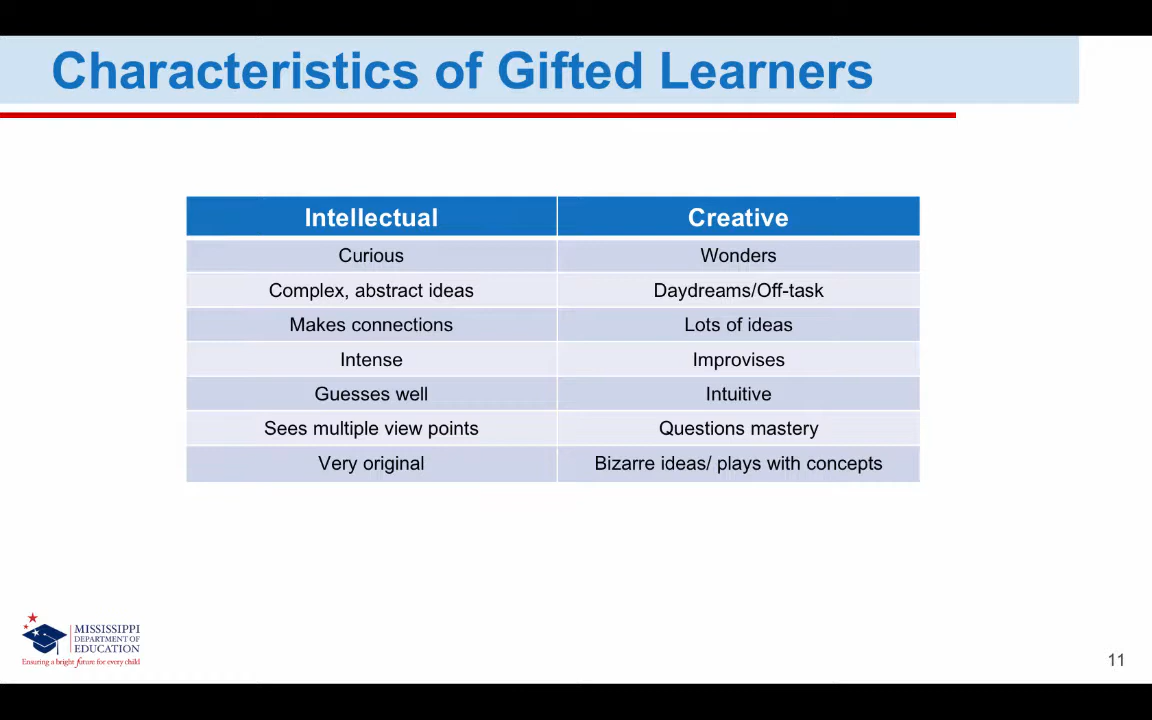 Characteristics of Gifted Learners
Intellectual Creative
Curious Wonders
Complex, abstract ideas Daydreams/Off-task
Makes connections Lots of ideas
Intense Improvises
Guesses well Intuitive
Sees multiple view points Questions mastery
Very original Bizarre ideas/ plays with concepts
MISSISSIPPI
DEPARTMENT OF
EDUCATION
Ensuring a bright future for every child
11